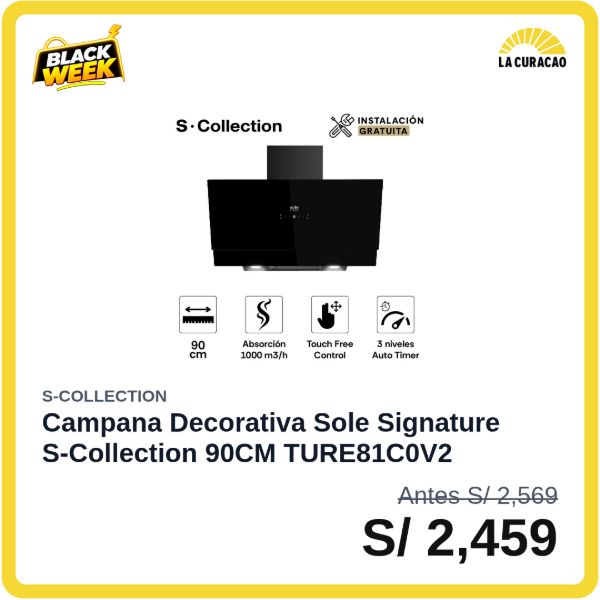 BLACK
WEEK
LA CURACAO
S·Collection
INSTALACIÓN
GRATUITA
sole
90
cm
Absorción
1000 m3/h
Touch Free
Control
3 niveles
Auto Timer
S-COLLECTION
Campana Decorativa Sole Signature
S-Collection 90CM TURE81C0V2
Antes S/ 2,569
S/ 2,459